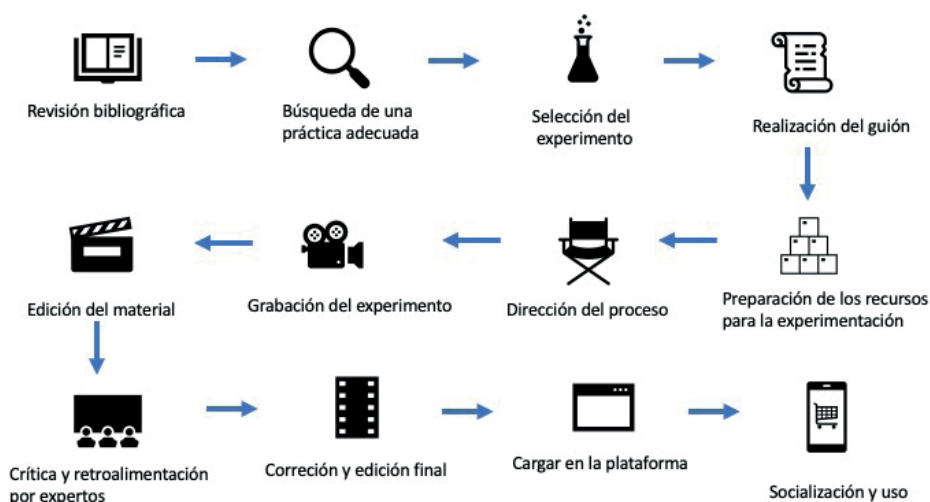 Revisión bibliográfica
Búsqueda de una
práctica adecuada
Selección del
experimento
Realización del guión
Preparación de los recursos
para la experimentación
Dirección del proceso
Grabación del experimento
Edición del material
Crítica y retroalimentación
por expertos
Correción y edición final
Cargar en la plataforma
Socialización y uso